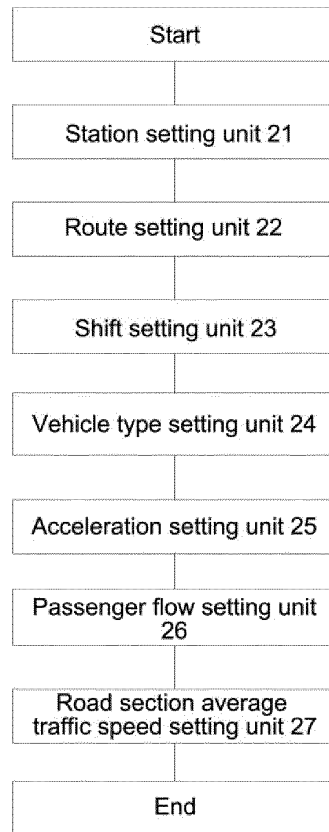 Start
Station setting unit 21
Route setting unit 22
Shift setting unit 23
Vehicle type setting unit 24
Acceleration setting unit 25
Passenger flow setting unit
26
Road section average
traffic speed setting unit 27
End